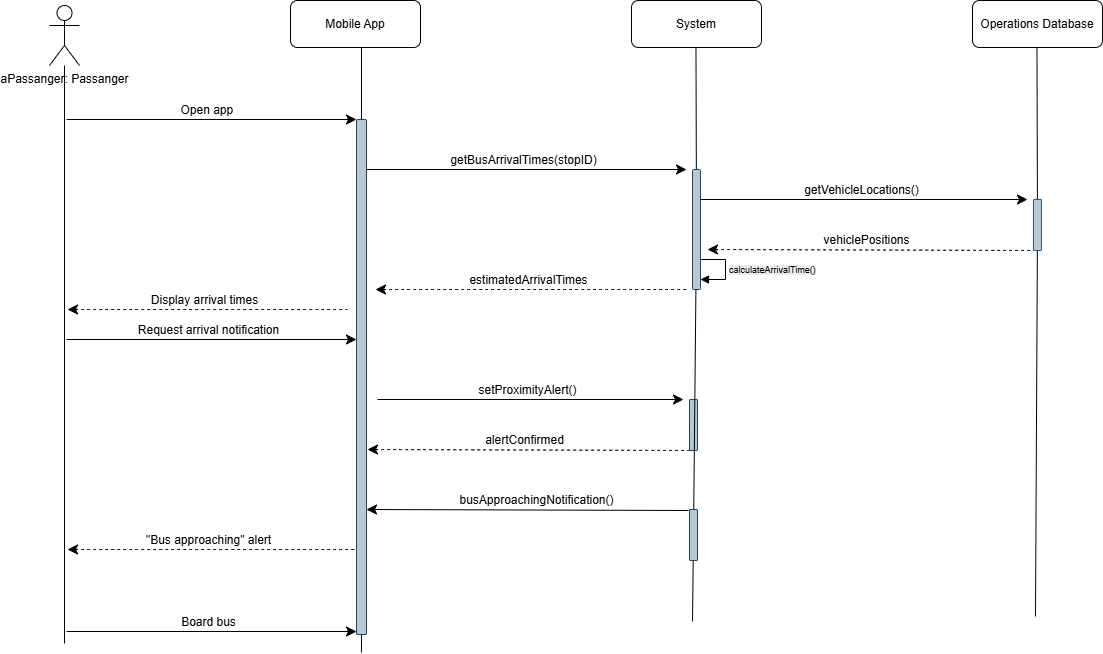 Mobile App
System
Operations Database
aPassanger: Passanger
Open app
getBusArrivalTimes(stopID)
getVehicleLocations()
vehiclePositions
calculateArrivalTime()
estimatedArrivalTimes
Display arrival times
Request arrival notification
setProximityAlert()
alertConfirmed
busApproachingNotification()
"Bus approaching" alert
Board bus